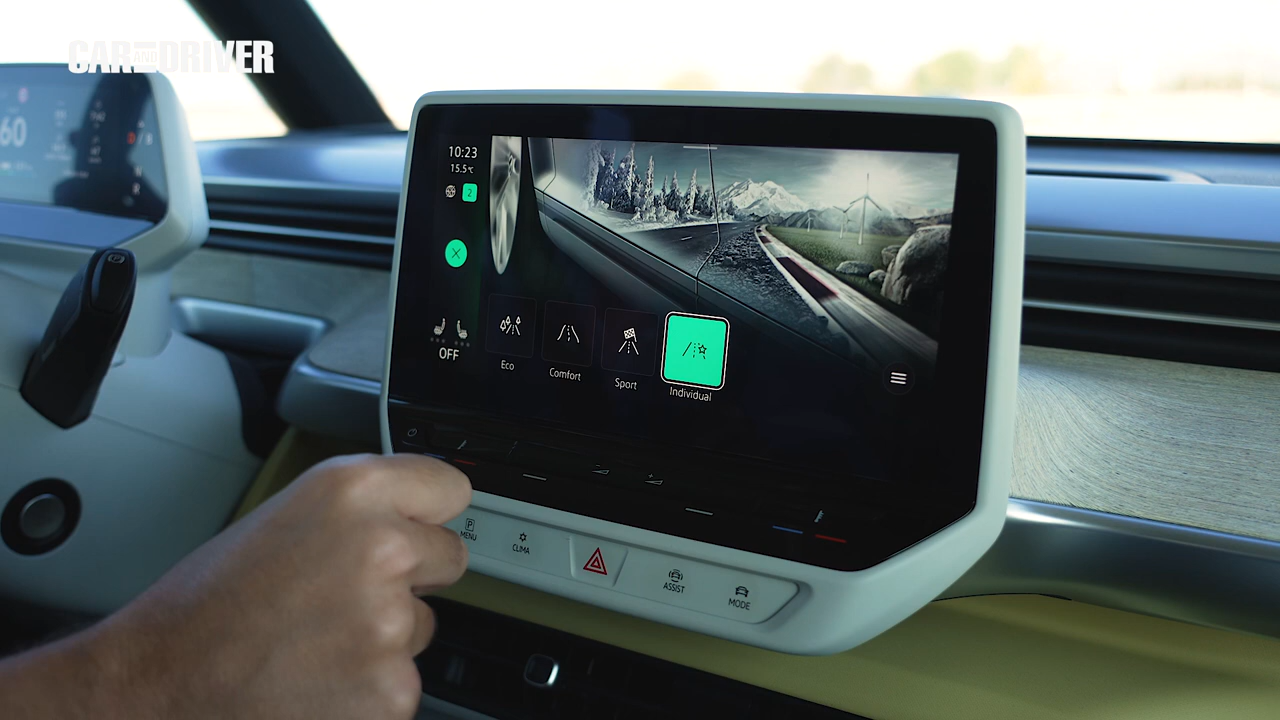 CAR AND DRIVER
60
10:23
15.5°C
2
OFF
Eco
Comfort
Sport
Individual
P
MENU
CLIMA
ASSIST
MODE